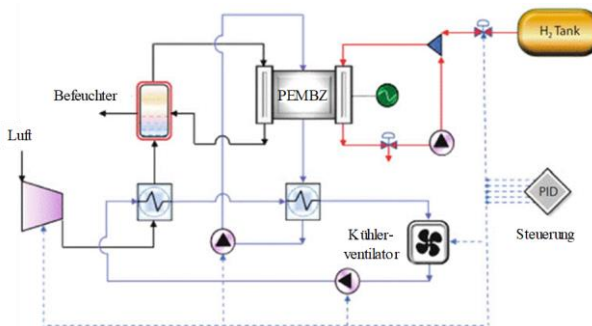 H₂ Tank
PEMBZ
Befeuchter
Luft
PID
Steuerung
Kühler-
ventilator